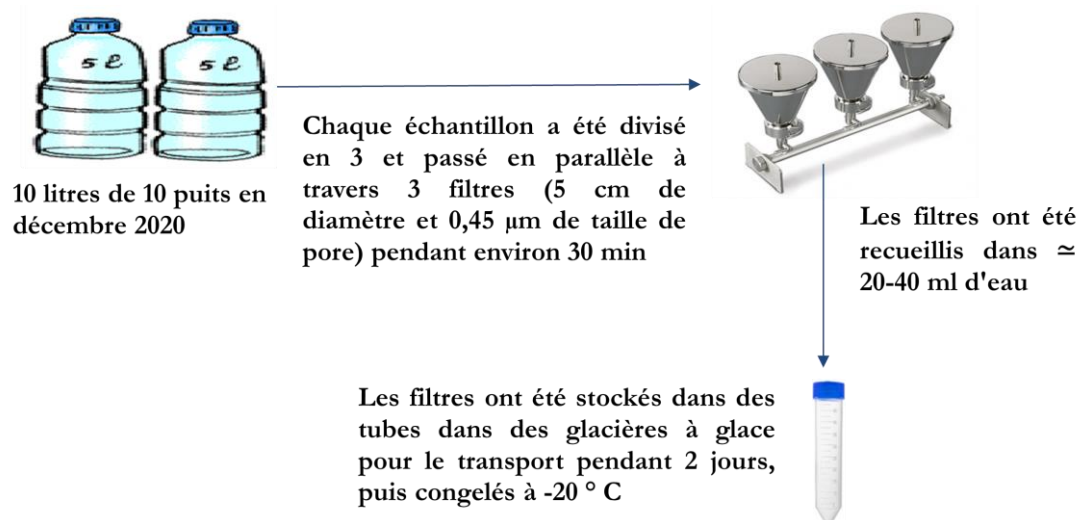 5 ℓ
5 ℓ
10 litres de 10 puits en
décembre 2020
Chaque échantillon a été divisé
en 3 et passé en parallèle à
travers 3 filtres (5 cm de
diamètre et 0,45 µm de taille de
pore) pendant environ 30 min
Les filtres ont été
recueillis dans ≃
20-40 ml d'eau
Les filtres ont été stockés dans des
tubes dans des glacières à glace
pour le transport pendant 2 jours,
puis congelés à -20 ° C